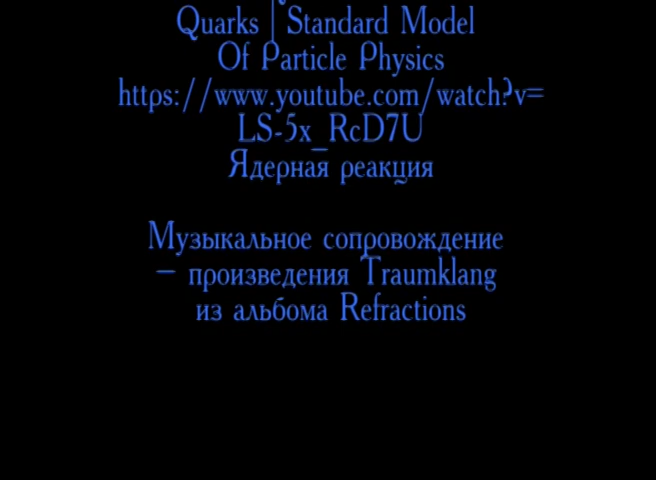 Quarks | Standard Model
Of Particle Physics
https://www.youtube.com/watch?v=
LS-5x_RcD7U
Ядерная реакция
Музыкальное сопровождение
– произведения Traumklang
из альбома Refractions